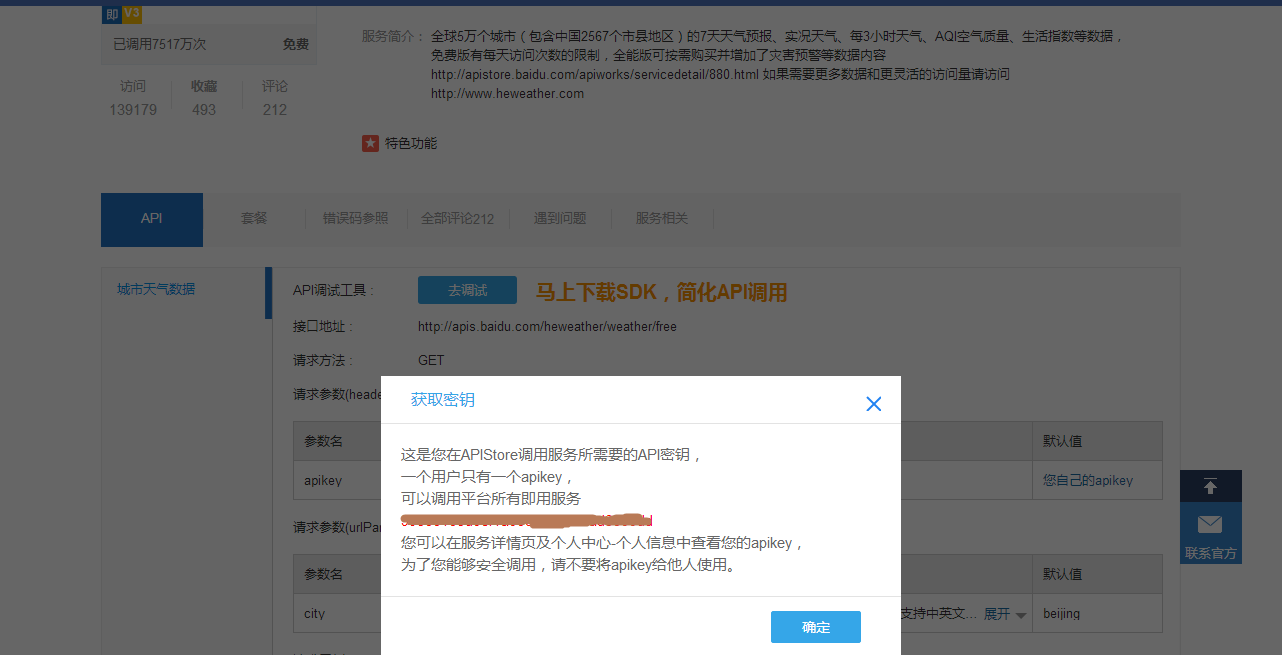 即 V3
已调用7517万次 免费
访问 收藏 评论
139179 493 212
服务简介： 全球5万个城市（包含中国2567个市县地区）的7天天气预报、实况天气、每3小时天气、AQI空气质量、生活指数等数据，
免费版有每天访问次数的限制，全能版可按需购买并增加了灾害预警等数据内容
http://apistore.baidu.com/apiworks/servicedetail/880.html 如果需要更多数据和更灵活的访问量请访问
http://www.heweather.com
特色功能
API 套餐 错误码参照 全部评论212 遇到问题 服务相关
城市天气数据
API调试工具： 去调试 马上下载SDK，简化API调用
接口地址： http://apis.baidu.com/heweather/weather/free
请求方法： GET
请求参数(heade
参数名 默认值
apikey 您自己的apikey
请求参数(urlPar
参数名 默认值
city 支持中英文... 展开 beijing
获取密钥
这是您在APIStore调用服务所需要的API密钥，
一个用户只有一个apikey，
可以调用平台所有即用服务
您可以在服务详情页及个人中心-个人信息中查看您的apikey，
为了您能够安全调用，请不要将apikey给他人使用。
确定
联系官方